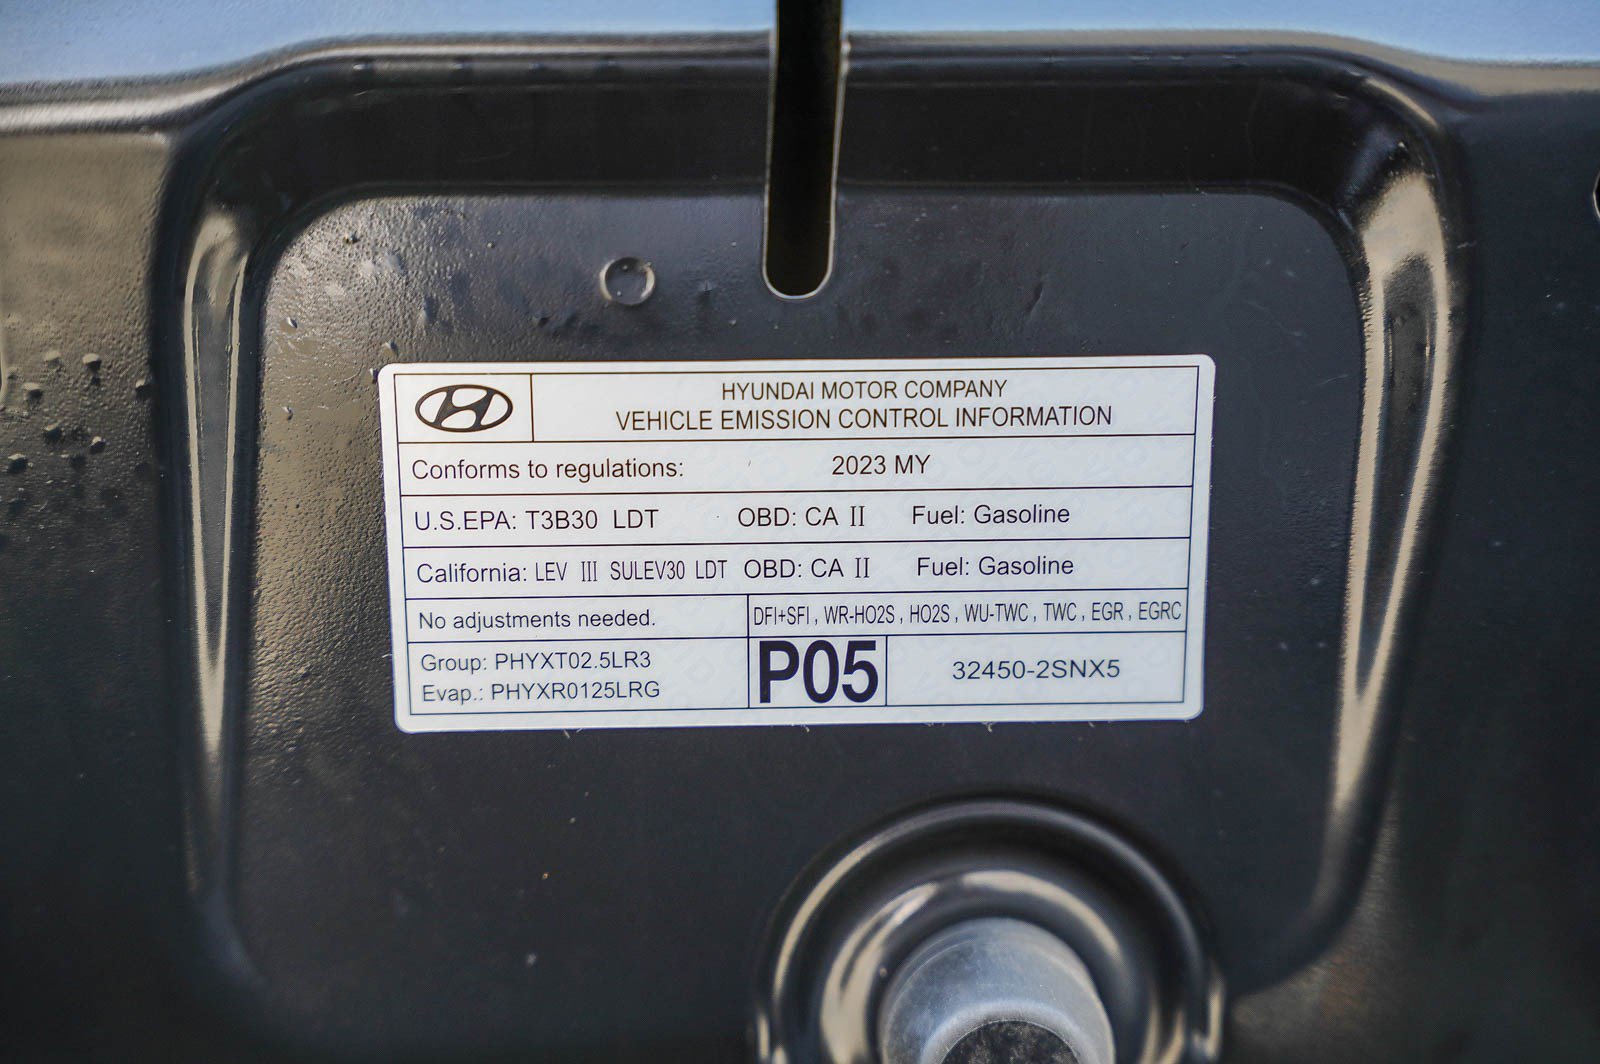 HYUNDAI MOTOR COMPANY
VEHICLE EMISSION CONTROL INFORMATION
Conforms to regulations: 2023 MY
U.S.EPA: T3B30 LDT OBD: CA II Fuel: Gasoline
California: LEV III SULEV30 LDT OBD: CA II Fuel: Gasoline
No adjustments needed. DFI+SFI , WR-HO2S , HO2S , WU-TWC , TWC , EGR , EGRC
Group: PHYXT02.5LR3
Evap.: PHYXR0125LRG
P05 32450-2SNX5